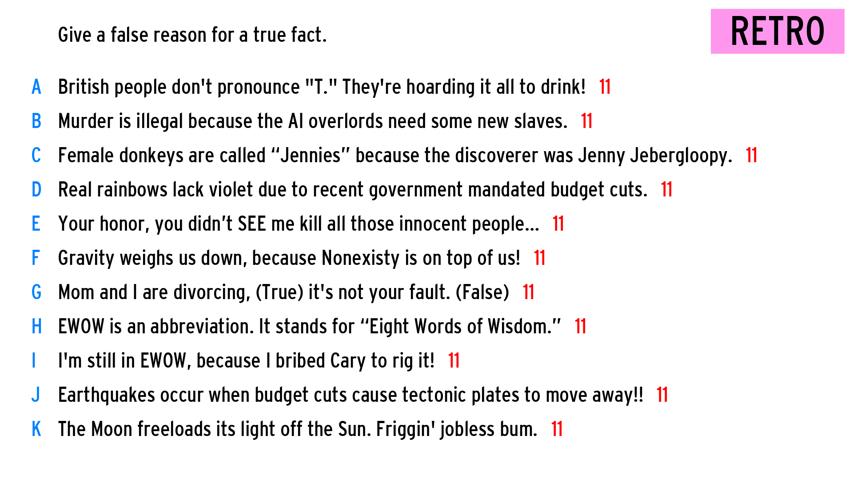 Give a false reason for a true fact.
RETRO
A British people don't pronounce "T." They're hoarding it all to drink! 11
B Murder is illegal because the AI overlords need some new slaves. 11
C Female donkeys are called “Jennies” because the discoverer was Jenny Jebergloopy. 11
D Real rainbows lack violet due to recent government mandated budget cuts. 11
E Your honor, you didn’t SEE me kill all those innocent people... 11
F Gravity weighs us down, because Nonexisty is on top of us! 11
G Mom and I are divorcing, (True) it's not your fault. (False) 11
H EWOW is an abbreviation. It stands for “Eight Words of Wisdom.” 11
I I'm still in EWOW, because I bribed Cary to rig it! 11
J Earthquakes occur when budget cuts cause tectonic plates to move away!! 11
K The Moon freeloads its light off the Sun. Friggin' jobless bum. 11